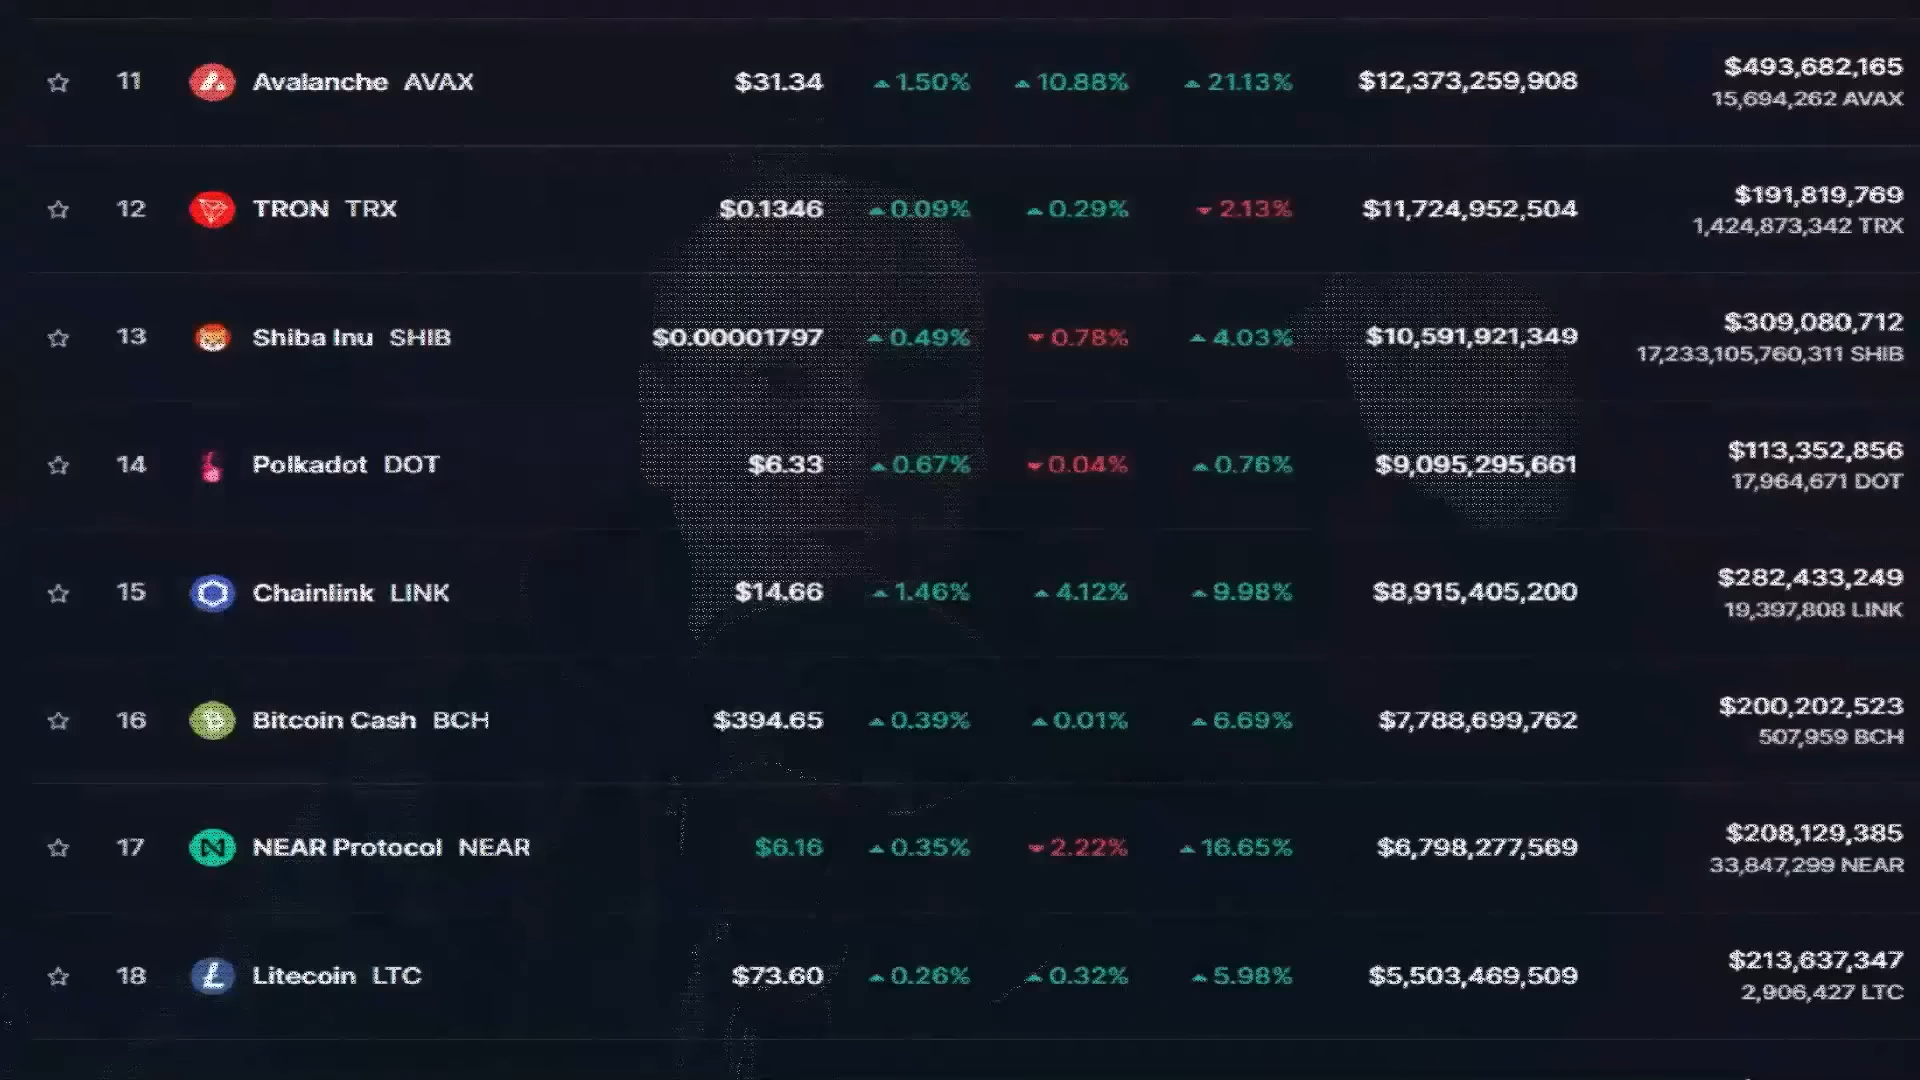 11 Avalanche AVAX $31.34 1.50% 10.88% 21.13% $12,373,259,908 $493,682,165
15,694,262 AVAX
12 TRON TRX $0.1346 0.09% 0.29% 2.13% $11,724,952,504 $191,819,769
1,424,873,342 TRX
13 Shiba Inu SHIB $0.00001797 0.49% 0.78% 4.03% $10,591,921,349 $309,080,712
17,233,105,760,311 SHIB
14 Polkadot DOT $6.33 0.67% 0.04% 0.76% $9,095,295,661 $113,352,856
17,964,671 DOT
15 Chainlink LINK $14.66 1.46% 4.12% 9.98% $8,915,405,200 $282,433,249
19,397,808 LINK
16 Bitcoin Cash BCH $394.65 0.39% 0.01% 6.69% $7,788,699,762 $200,202,523
507,959 BCH
17 NEAR Protocol NEAR $6.16 0.35% 2.22% 16.65% $6,798,277,569 $208,129,385
33,847,299 NEAR
18 Litecoin LTC $73.60 0.26% 0.32% 5.98% $5,503,469,509 $213,637,347
2,906,427 LTC